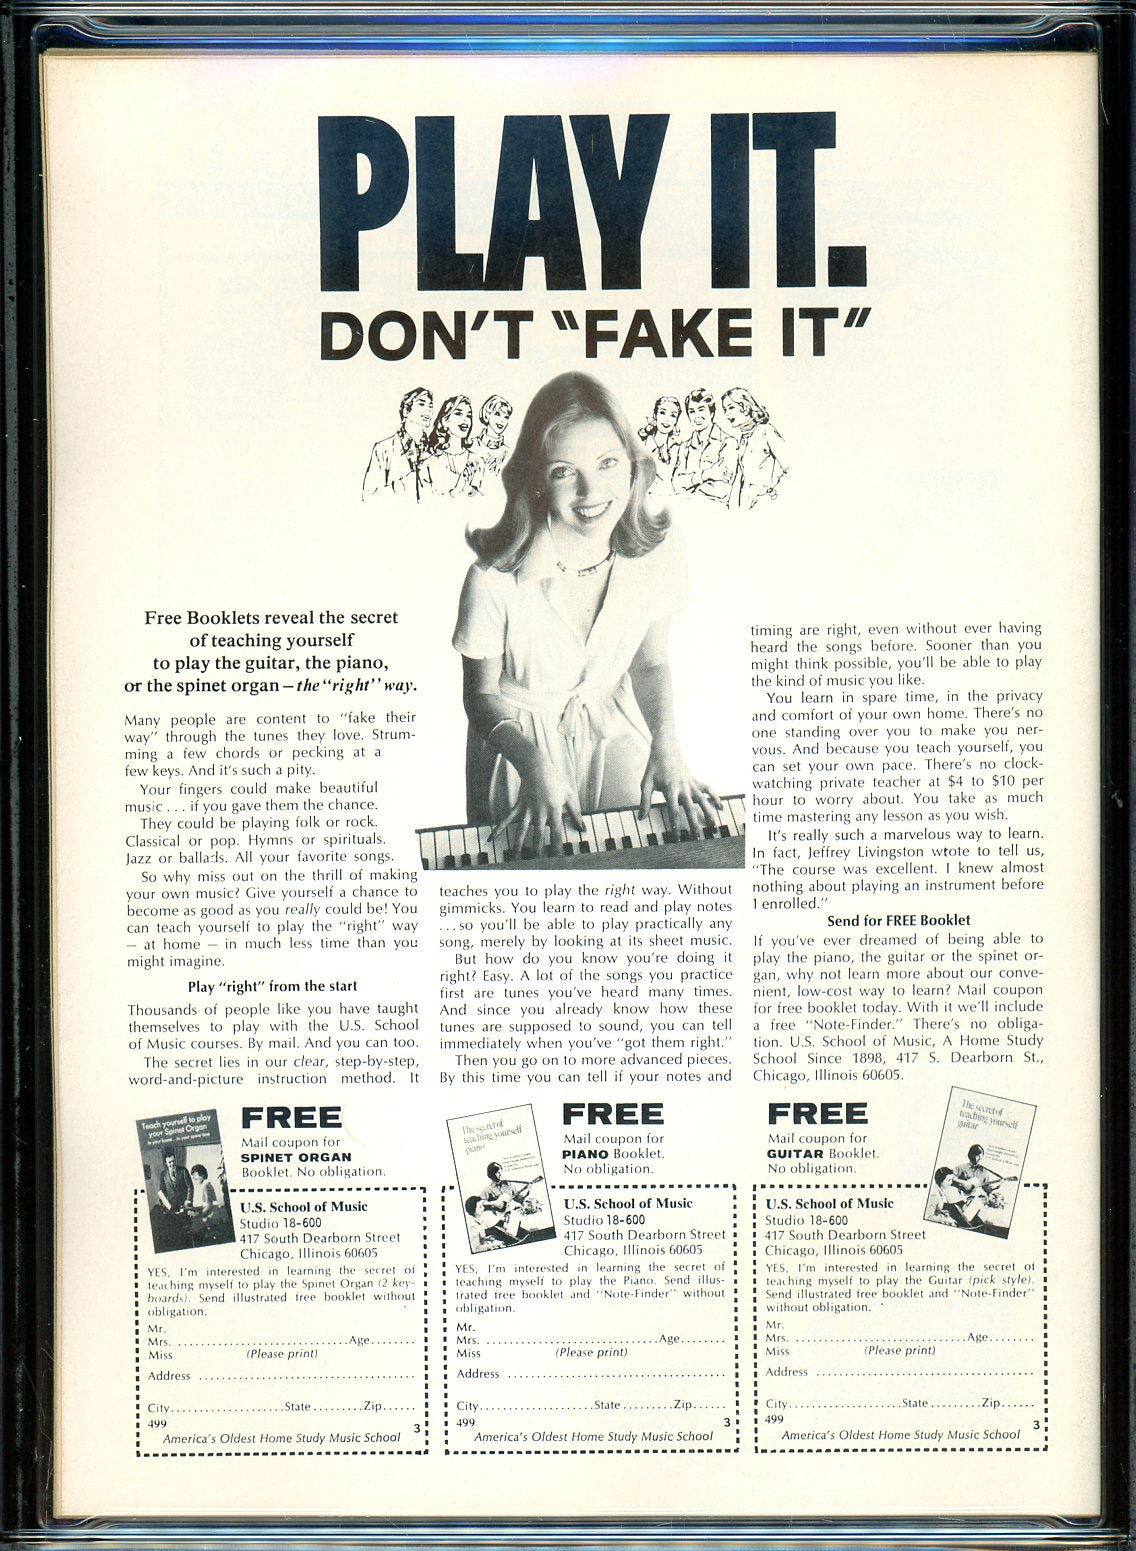 PLAY IT.
DON'T "FAKE IT"
Free Booklets reveal the secret
of teaching yourself
to play the guitar, the piano,
or the spinet organ – the "right" way.
Many people are content to "fake their
way" through the tunes they love. Strum-
ming a few chords or pecking at a
few keys. And it's such a pity.
Your fingers could make beautiful
music . . . if you gave them the chance.
They could be playing folk or rock.
Classical or pop. Hymns or spirituals.
Jazz or ballads. All your favorite songs.
So why miss out on the thrill of making
your own music? Give yourself a chance to
become as good as you really could be! You
can teach yourself to play the "right" way
— at home — in much less time than you
might imagine.
Play "right" from the start
Thousands of people like you have taught
themselves to play with the U.S. School
of Music courses. By mail. And you can too.
The secret lies in our clear, step-by-step,
word-and-picture instruction method. It
teaches you to play the right way. Without
gimmicks. You learn to read and play notes
. . . so you'll be able to play practically any
song, merely by looking at its sheet music.
But how do you know you're doing it
right? Easy. A lot of the songs you practice
first are tunes you've heard many times.
And since you already know how these
tunes are supposed to sound, you can tell
immediately when you've "got them right."
Then you go on to more advanced pieces.
By this time you can tell if your notes and
timing are right, even without ever having
heard the songs before. Sooner than you
might think possible, you'll be able to play
the kind of music you like.
You learn in spare time, in the privacy
and comfort of your own home. There's no
one standing over you to make you ner-
vous. And because you teach yourself, you
can set your own pace. There's no clock-
watching private teacher at $4 to $10 per
hour to worry about. You take as much
time mastering any lesson as you wish.
It's really such a marvelous way to learn.
In fact, Jeffrey Livingston wrote to tell us,
"The course was excellent. I knew almost
nothing about playing an instrument before
I enrolled."
Send for FREE Booklet
If you've ever dreamed of being able to
play the piano, the guitar or the spinet or-
gan, why not learn more about our conve-
nient, low-cost way to learn? Mail coupon
for free booklet today. With it we'll include
a free "Note-Finder." There's no obliga-
tion. U.S. School of Music, A Home Study
School Since 1898, 417 S. Dearborn St.,
Chicago, Illinois 60605.
Teach yourself to play
your Spinet Organ
FREE
Mail coupon for
SPINET ORGAN
Booklet. No obligation.
U.S. School of Music
Studio 18-600
417 South Dearborn Street
Chicago, Illinois 60605
YES, I'm interested in learning the secret of
teaching myself to play the Spinet Organ (2 key-
boards). Send illustrated free booklet without
obligation.
Mr.
Mrs. ..............................Age........
Miss (Please print)
Address ......................................
City....................State.........Zip......
499
3
America's Oldest Home Study Music School
The secret of
teaching yourself
piano
FREE
Mail coupon for
PIANO Booklet.
No obligation.
U.S. School of Music
Studio 18-600
417 South Dearborn Street
Chicago, Illinois 60605
YES, I'm interested in learning the secret of
teaching myself to play the Piano. Send illus-
trated free booklet and "Note-Finder" without
obligation.
Mr.
Mrs. ..............................Age........
Miss (Please print)
Address ......................................
City........................State.........Zip......
499
3
America's Oldest Home Study Music School
FREE
Mail coupon for
GUITAR Booklet.
No obligation.
The secret of
teaching yourself
guitar
U.S. School of Music
Studio 18-600
417 South Dearborn Street
Chicago, Illinois 60605
YES, I'm interested in learning the secret of
teaching myself to play the Guitar (pick style).
Send illustrated free booklet and "Note-Finder"
without obligation.
Mr.
Mrs. ..............................Age........
Miss (Please print)
Address ......................................
City........................State.........Zip......
499
3
America's Oldest Home Study Music School